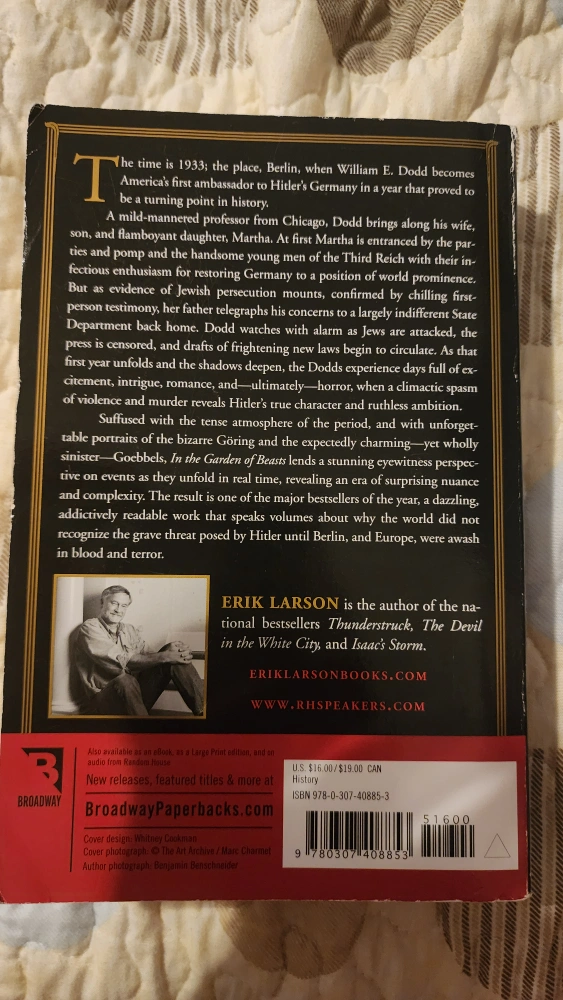 The time is 1933; the place, Berlin, when William E. Dodd becomes
America's first ambassador to Hitler's Germany in a year that proved to
be a turning point in history.
A mild-mannered professor from Chicago, Dodd brings along his wife,
son, and flamboyant daughter, Martha. At first Martha is entranced by the par-
ties and pomp and the handsome young men of the Third Reich with their in-
fectious enthusiasm for restoring Germany to a position of world prominence.
But as evidence of Jewish persecution mounts, confirmed by chilling first-
person testimony, her father telegraphs his concerns to a largely indifferent State
Department back home. Dodd watches with alarm as Jews are attacked, the
press is censored, and drafts of frightening new laws begin to circulate. As that
first year unfolds and the shadows deepen, the Dodds experience days full of ex-
citement, intrigue, romance, and—ultimately—horror, when a climactic spasm
of violence and murder reveals Hitler's true character and ruthless ambition.
Suffused with the tense atmosphere of the period, and with unforget-
table portraits of the bizarre Göring and the expectedly charming—yet wholly
sinister—Goebbels, In the Garden of Beasts lends a stunning eyewitness perspec-
tive on events as they unfold in real time, revealing an era of surprising nuance
and complexity. The result is one of the major bestsellers of the year, a dazzling,
addictively readable work that speaks volumes about why the world did not
recognize the grave threat posed by Hitler until Berlin, and Europe, were awash
in blood and terror.
ERIK LARSON is the author of the na-
tional bestsellers Thunderstruck, The Devil
in the White City, and Isaac's Storm.
ERIKLARSONBOOKS.COM
WWW.RHSPEAKERS.COM
B
BROADWAY
Also available as an eBook, as a Large Print edition, and on
audio from Random House
New releases, featured titles & more at
BroadwayPaperbacks.com
Cover design: Whitney Cookman
Cover photograph: © The Art Archive / Marc Charmet
Author photograph: Benjamin Benschneider
U.S. $16.00/$19.00 CAN
History
ISBN 978-0-307-40885-3
51600
9 780307 408853